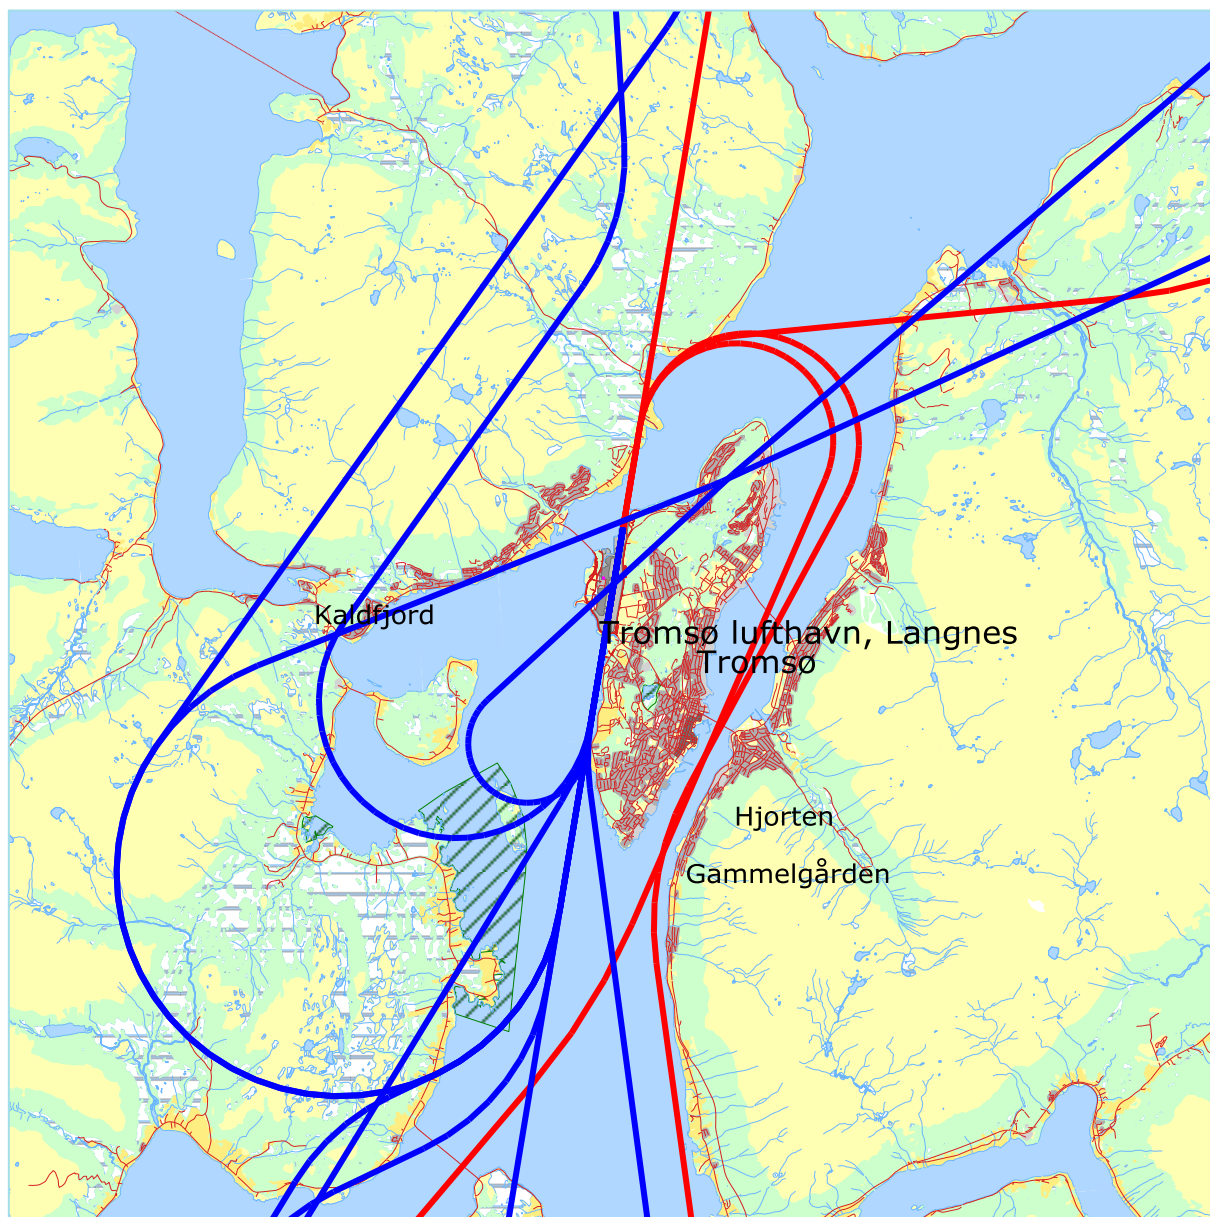 Kaldfjord
Tromsø lufthavn, Langnes
Tromsø
Hjorten
Gammelgården